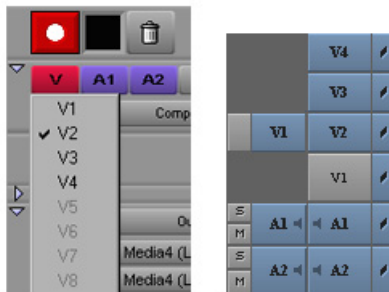 V A1 A2
V1
Comp
V2
V3
V4
V5
V6
Ou
V7
Media4 (L
V8
Media4 (L
V4
V3
V1 V2
V1
S
M
A1 A1
S
M
A2 A2